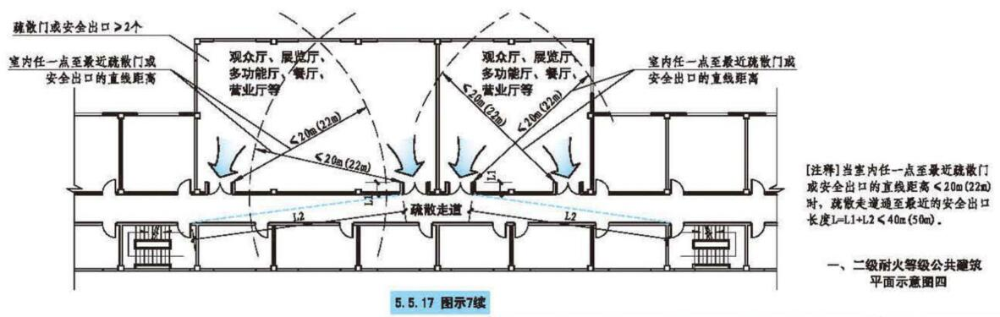 疏散门或安全出口≥2个
室内任一点至最近疏散门或
安全出口的直线距离
观众厅、展览厅、
多功能厅、餐厅、
营业厅等
观众厅、展览厅、
多功能厅、餐厅、
营业厅等
室内任一点至最近疏散门或
安全出口的直线距离
≤20m(22m)
≤20m(22m)
≤20m(22m)
≤20m(22m)
L1
L1
疏散走道
L2
L2
[注释]当室内任一点至最近疏散门
或安全出口的直线距离≤20m(22m)
时，疏散走道通至最近的安全出口
长度L=L1+L2≤40m(50m).
一、二级耐火等级公共建筑
平面示意图四
5.5.17 图示7续